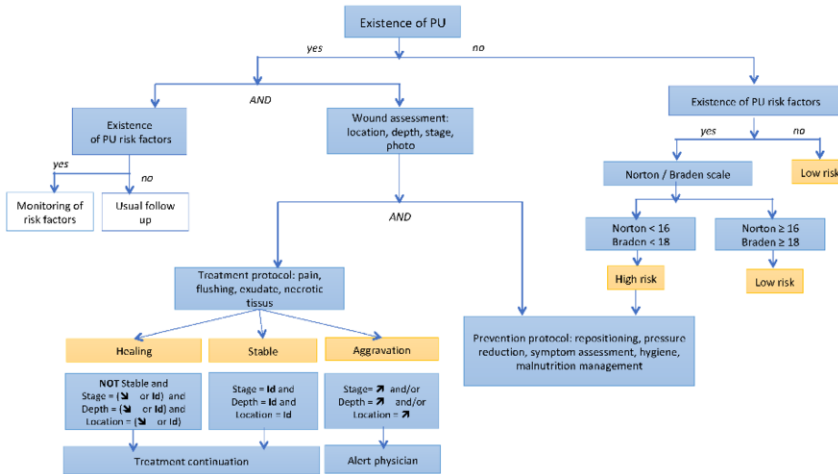 Existence of PU
yes
no
AND
Existence
of PU risk factors
Wound assessment:
location, depth, stage,
photo
Existence of PU risk factors
yes
no
yes
no
Norton / Braden scale
Low risk
Monitoring of
risk factors
Usual follow
up
AND
Norton < 16
Braden < 18
Norton ≥ 16
Braden ≥ 18
Treatment protocol: pain,
flushing, exudate, necrotic
tissus
High risk
Low risk
Prevention protocol: repositioning, pressure
reduction, symptom assessment, hygiene,
malnutrition management
Healing
Stable
Aggravation
NOT Stable and
Stage = (↘ or Id) and
Depth = (↘ or Id) and
Location = (↘ or Id)
Stage = Id and
Depth = Id and
Location = Id
Stage= ↗ and/or
Depth = ↗ and/or
Location = ↗
Treatment continuation
Alert physician